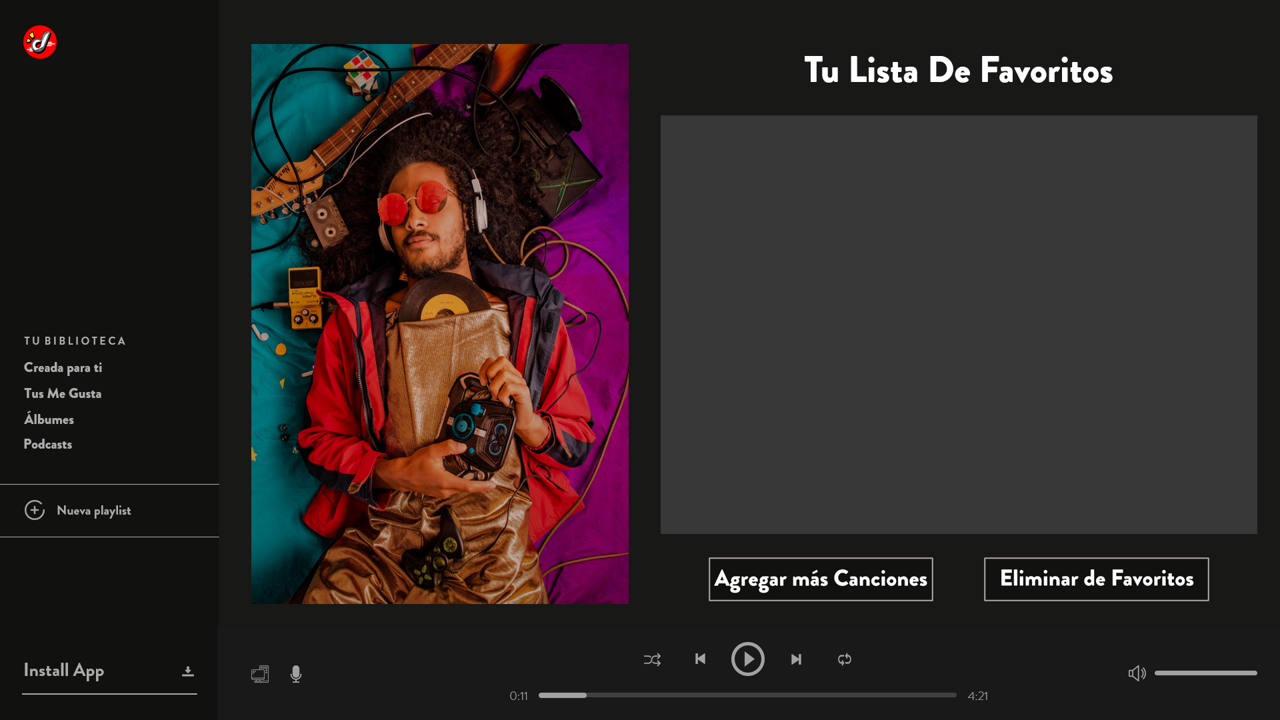 Tu Lista De Favoritos
TU BIBLIOTECA
Creada para ti
Tus Me Gusta
Álbumes
Podcasts
Nueva playlist
Agregar más Canciones
Eliminar de Favoritos
Install App
0:11
4:21